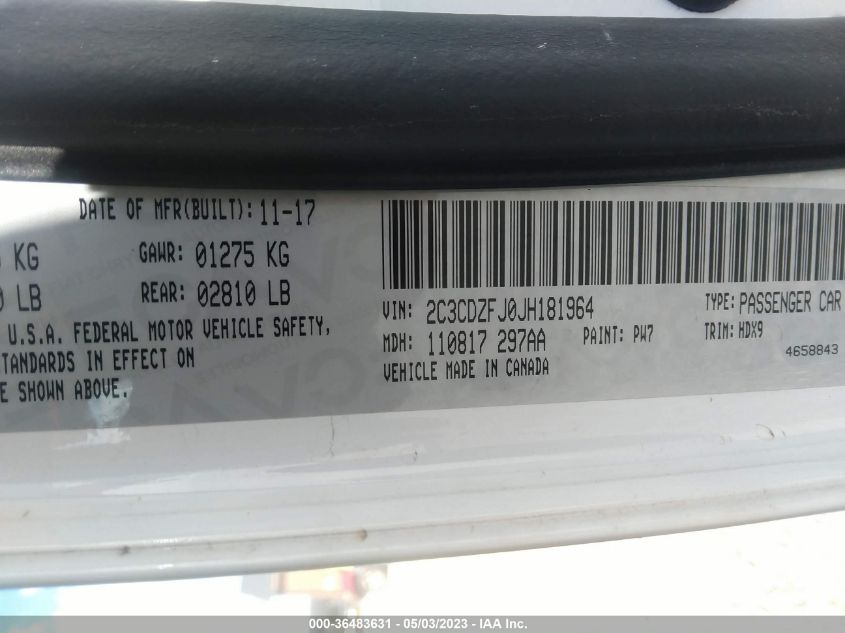 DATE OF MFR(BUILT): 11-17
KG GAWR: 01275 KG
LB REAR: 02810 LB
U.S.A. FEDERAL MOTOR VEHICLE SAFETY,
TANDARDS IN EFFECT ON
E SHOWN ABOVE.
VIN: 2C3CDZFJ0JH181964 TYPE: PASSENGER CAR
MDH: 110817 297AA PAINT: PW7 TRIM: HDX9
VEHICLE MADE IN CANADA 4658843
000-36483631 - 05/03/2023 - IAA Inc.